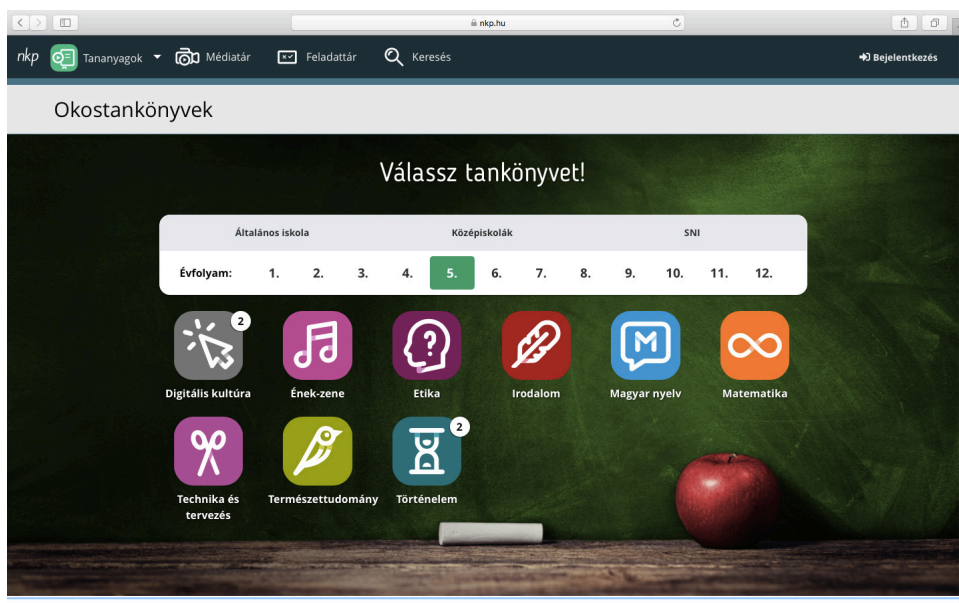 nkp.hu
nkp Tananyagok Médiatár Feladattár Keresés Bejelentkezés
Okostankönyvek
Válassz tankönyvet!
Általános iskola Középiskolák SNI
Évfolyam: 1. 2. 3. 4. 5. 6. 7. 8. 9. 10. 11. 12.
2
?
M
Digitális kultúra Ének-zene Etika Irodalom Magyar nyelv Matematika
2
Technika és Természettudomány Történelem
tervezés